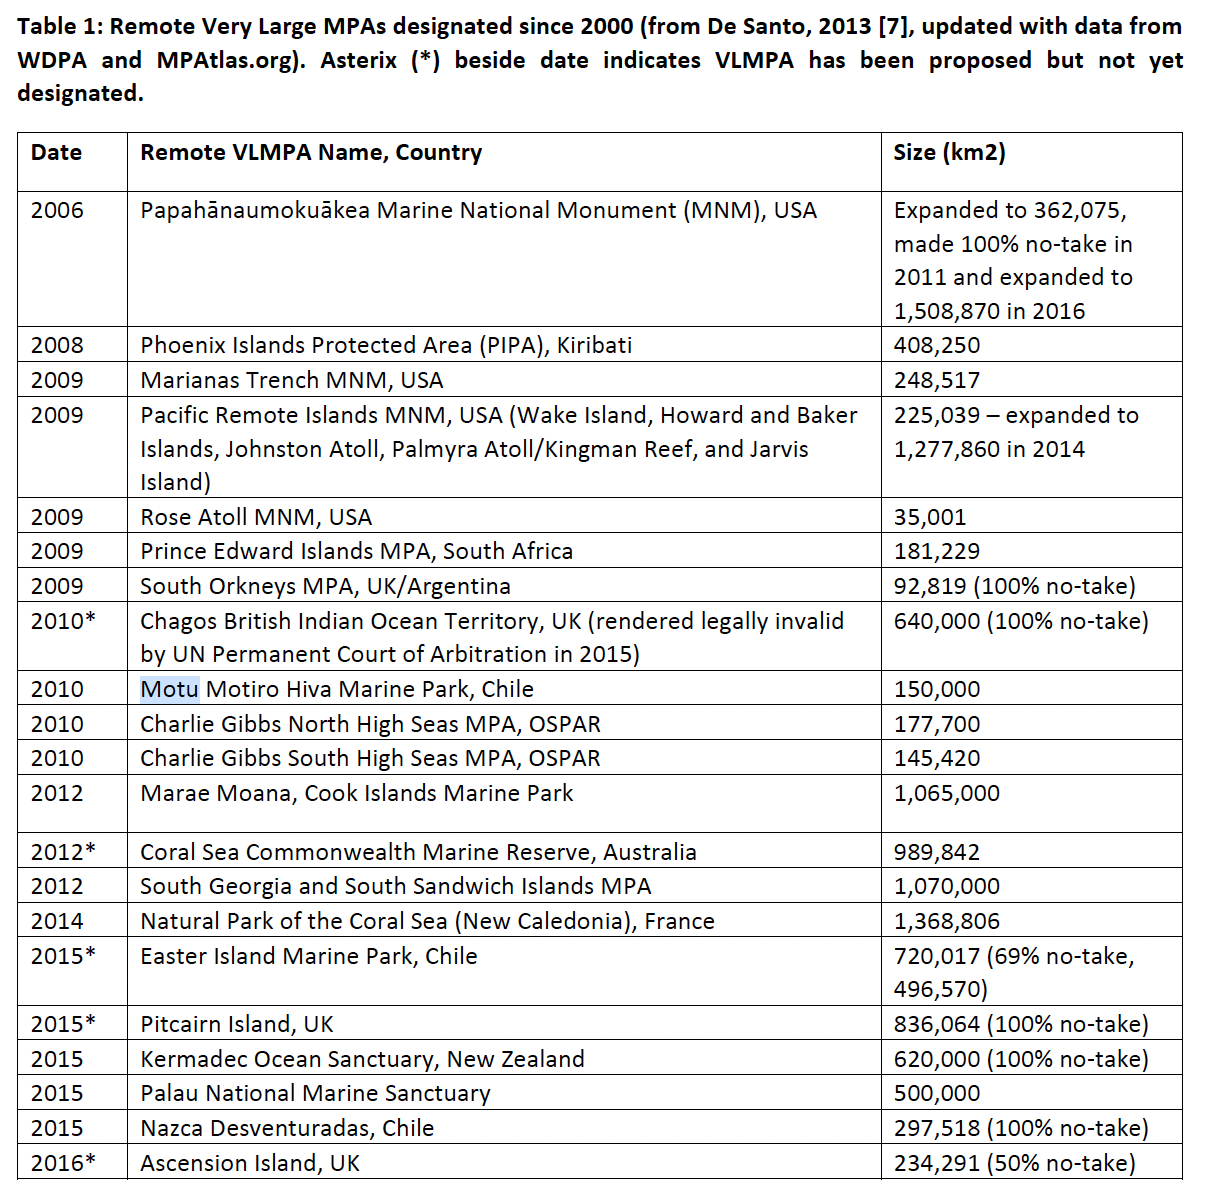 Table 1: Remote Very Large MPAs designated since 2000 (from De Santo, 2013 [7], updated with data from
WDPA and MPAtlas.org). Asterix (*) beside date indicates VLMPA has been proposed but not yet
designated.
Date Remote VLMPA Name, Country Size (km2)
2006 Papahānaumokuākea Marine National Monument (MNM), USA Expanded to 362,075,
made 100% no-take in
2011 and expanded to
1,508,870 in 2016
2008 Phoenix Islands Protected Area (PIPA), Kiribati 408,250
2009 Marianas Trench MNM, USA 248,517
2009 Pacific Remote Islands MNM, USA (Wake Island, Howard and Baker 225,039 – expanded to
Islands, Johnston Atoll, Palmyra Atoll/Kingman Reef, and Jarvis 1,277,860 in 2014
Island)
2009 Rose Atoll MNM, USA 35,001
2009 Prince Edward Islands MPA, South Africa 181,229
2009 South Orkneys MPA, UK/Argentina 92,819 (100% no-take)
2010* Chagos British Indian Ocean Territory, UK (rendered legally invalid 640,000 (100% no-take)
by UN Permanent Court of Arbitration in 2015)
2010 Motu Motiro Hiva Marine Park, Chile 150,000
2010 Charlie Gibbs North High Seas MPA, OSPAR 177,700
2010 Charlie Gibbs South High Seas MPA, OSPAR 145,420
2012 Marae Moana, Cook Islands Marine Park 1,065,000
2012* Coral Sea Commonwealth Marine Reserve, Australia 989,842
2012 South Georgia and South Sandwich Islands MPA 1,070,000
2014 Natural Park of the Coral Sea (New Caledonia), France 1,368,806
2015* Easter Island Marine Park, Chile 720,017 (69% no-take,
496,570)
2015* Pitcairn Island, UK 836,064 (100% no-take)
2015 Kermadec Ocean Sanctuary, New Zealand 620,000 (100% no-take)
2015 Palau National Marine Sanctuary 500,000
2015 Nazca Desventuradas, Chile 297,518 (100% no-take)
2016* Ascension Island, UK 234,291 (50% no-take)